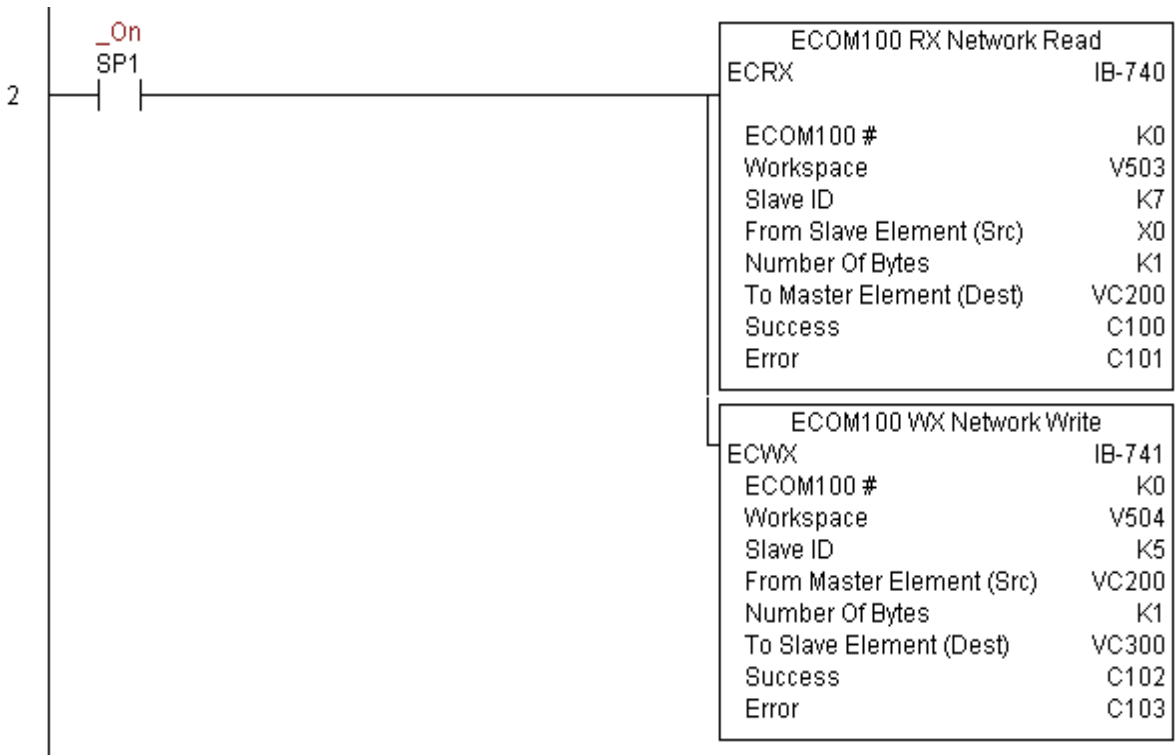 _On
SP1
2
ECOM100 RX Network Read
ECRX IB-740
ECOM100 # K0
Workspace V503
Slave ID K7
From Slave Element (Src) X0
Number Of Bytes K1
To Master Element (Dest) VC200
Success C100
Error C101
ECOM100 WX Network Write
ECWX IB-741
ECOM100 # K0
Workspace V504
Slave ID K5
From Master Element (Src) VC200
Number Of Bytes K1
To Slave Element (Dest) VC300
Success C102
Error C103